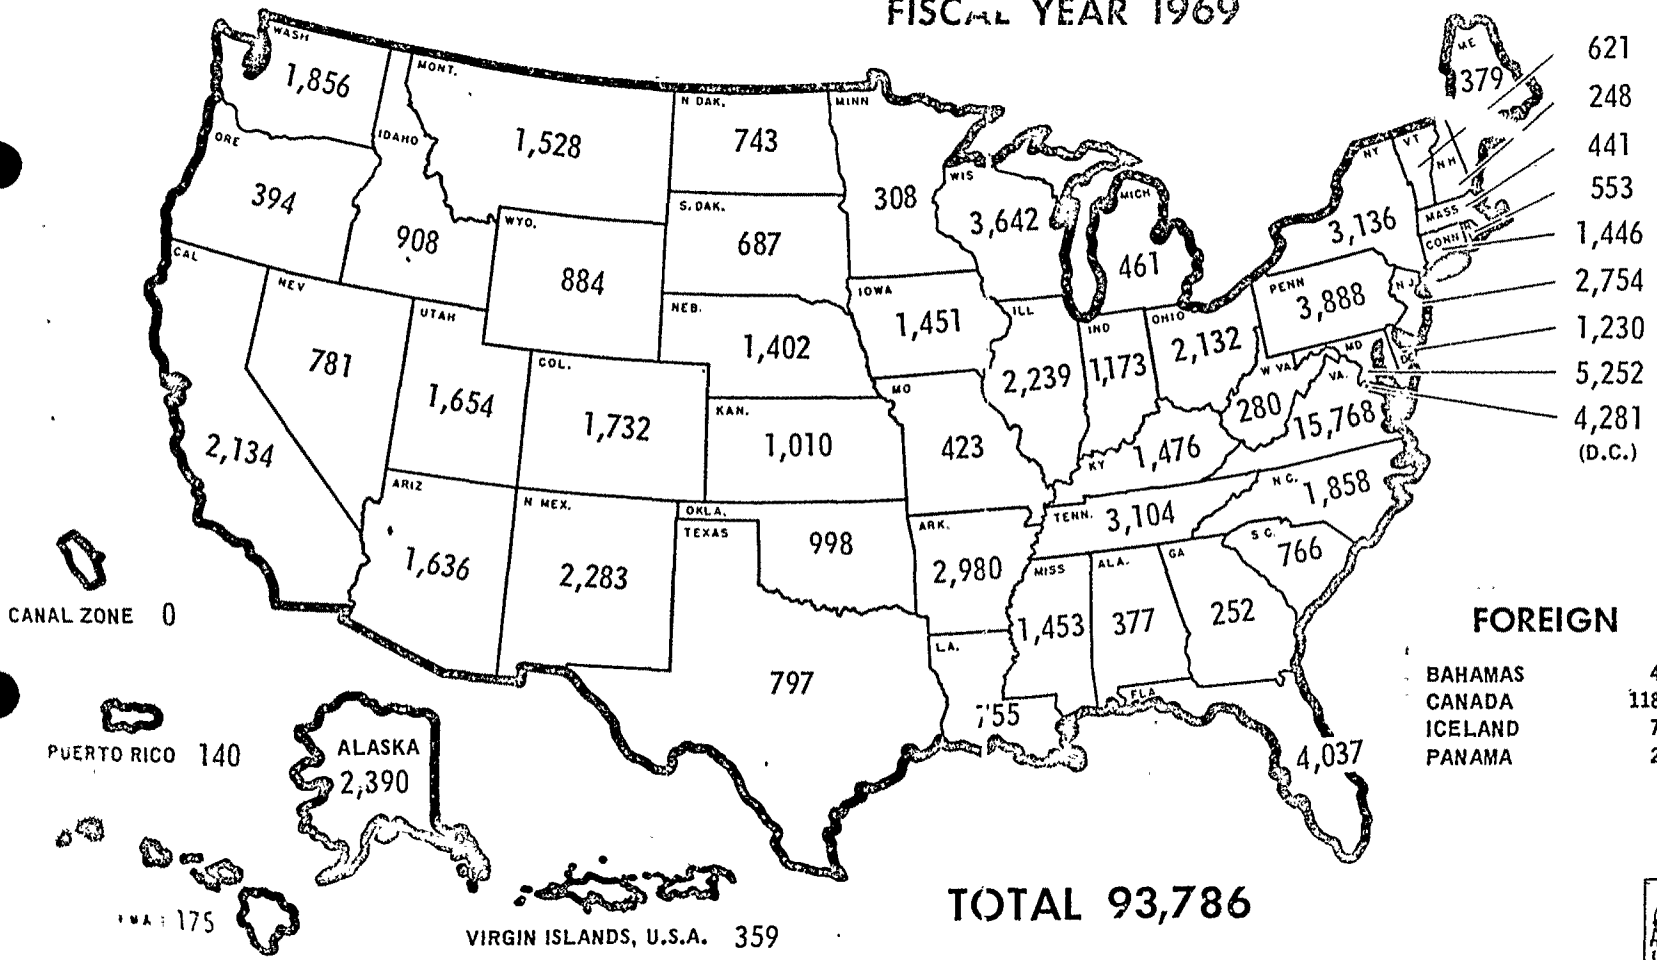 FISCAL YEAR 1969
WASH
1,856
MONT.
1,528
N DAK.
743
MINN
308
ORE
394
IDAHO
908
WYO.
884
S. DAK.
687
WIS
3,642
MICH
461
ME
379
NY
3,136
VT
NH
MASS
CONN
621
248
441
553
1,446
2,754
1,230
5,252
4,281
(D.C.)
CAL
2,134
NEV
781
UTAH
1,654
COL.
1,732
NEB.
1,402
KAN.
1,010
IOWA
1,451
MO
423
ILL
2,239
IND
1,173
OHIO
2,132
PENN
3,888
N J
MD
W VA.
280
VA.
15,768
KY
1,476
ARIZ
1,636
N MEX.
2,283
OKLA.
998
TEXAS
797
ARK.
2,980
TENN.
3,104
N C.
1,858
S C.
766
MISS
1,453
ALA.
377
GA
252
LA.
755
FLA
4,037
CANAL ZONE 0
PUERTO RICO 140
ALASKA
2,390
175
VIRGIN ISLANDS, U.S.A. 359
TOTAL 93,786
FOREIGN
BAHAMAS 4
CANADA 118
ICELAND 7
PANAMA 2